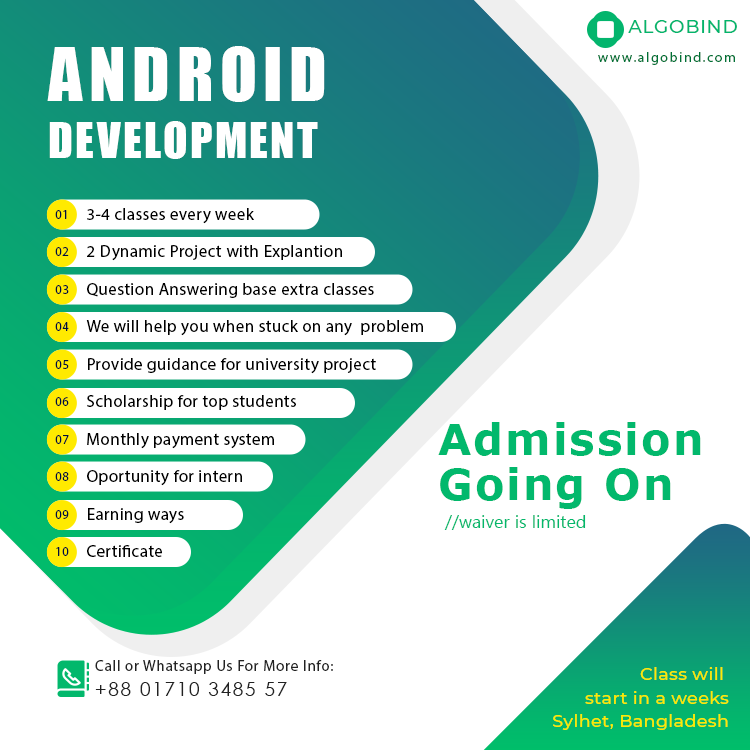 ALGOBIND
www.algobind.com
ANDROID
DEVELOPMENT
01 3-4 classes every week
02 2 Dynamic Project with Explantion
03 Question Answering base extra classes
04 We will help you when stuck on any  problem
05 Provide guidance for university project
06 Scholarship for top students
07 Monthly payment system
08 Oportunity for intern
09 Earning ways
10 Certificate
Admission
Going On
//waiver is limited
Call or Whatsapp Us For More Info:
+88 01710 3485 57
Class will
start in a weeks
Sylhet, Bangladesh